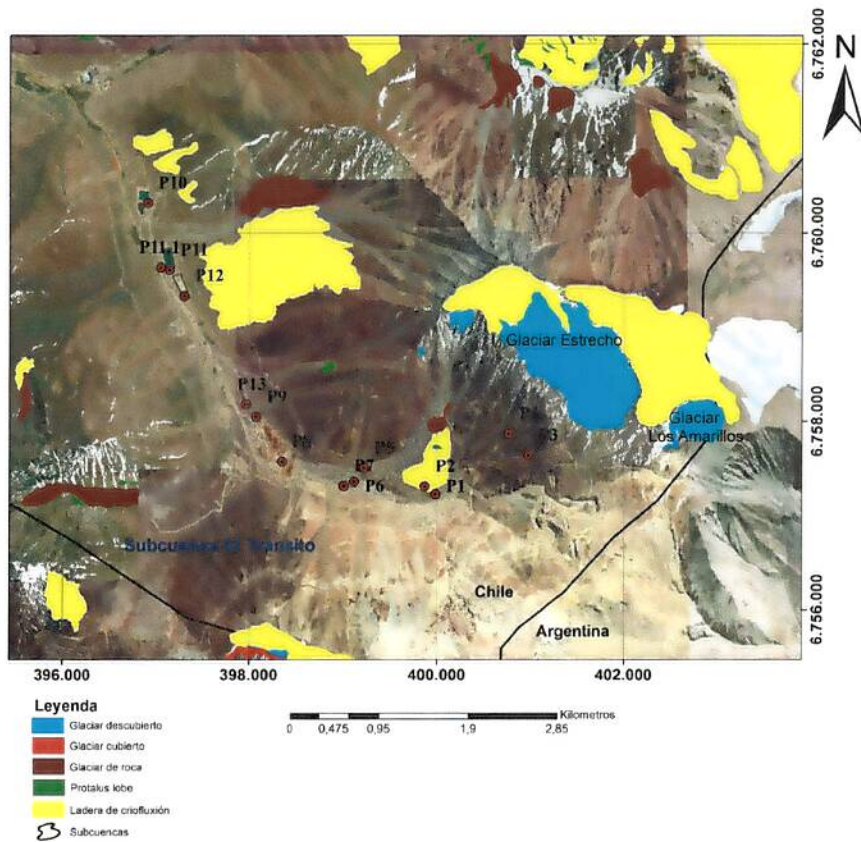 6.762.000
N
P10
6.760.000
P11.1 P11
P12
Glaciar Estrecho
P13
P9
Glaciar
Los Amarillos
6.758.000
P3
P7
P2
P6
P1
Subcuenca El Tránsito
Chile
Argentina
6.756.000
396.000
398.000
400.000
402.000
Leyenda
Glaciar descubierto
Glaciar cubierto
Glaciar de roca
Protalus lobe
Ladera de criofluxión
Subcuencas
Kilometros
0 0,475 0,95 1,9 2,85